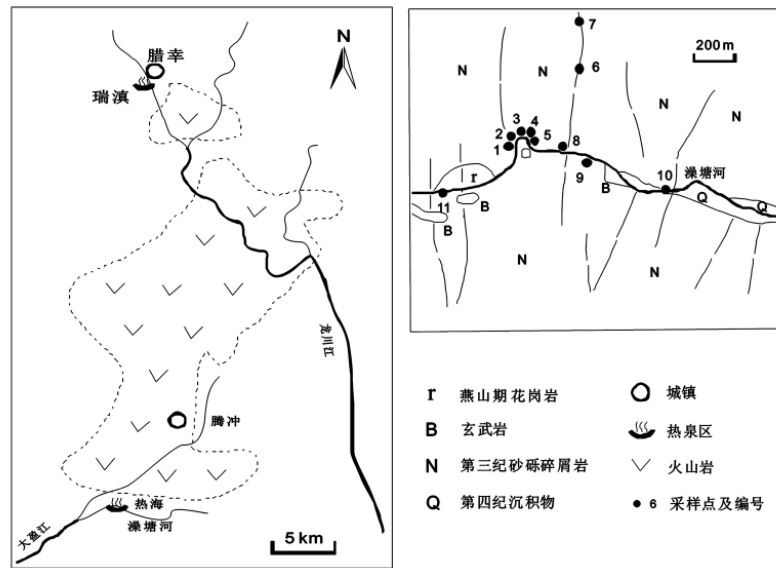 腊幸
瑞滇
N
龙川江
腾冲
热海
澡塘河
大盈江
5 km
200 m
7
N
N
6
N
N
3
4
2
5
1
8
9
r
10
澡塘河
11
B
B
B
Q
Q
N
N
r 燕山期花岗岩
B 玄武岩
N 第三纪砂砾碎屑岩
Q 第四纪沉积物
城镇
热泉区
火山岩
6 采样点及编号